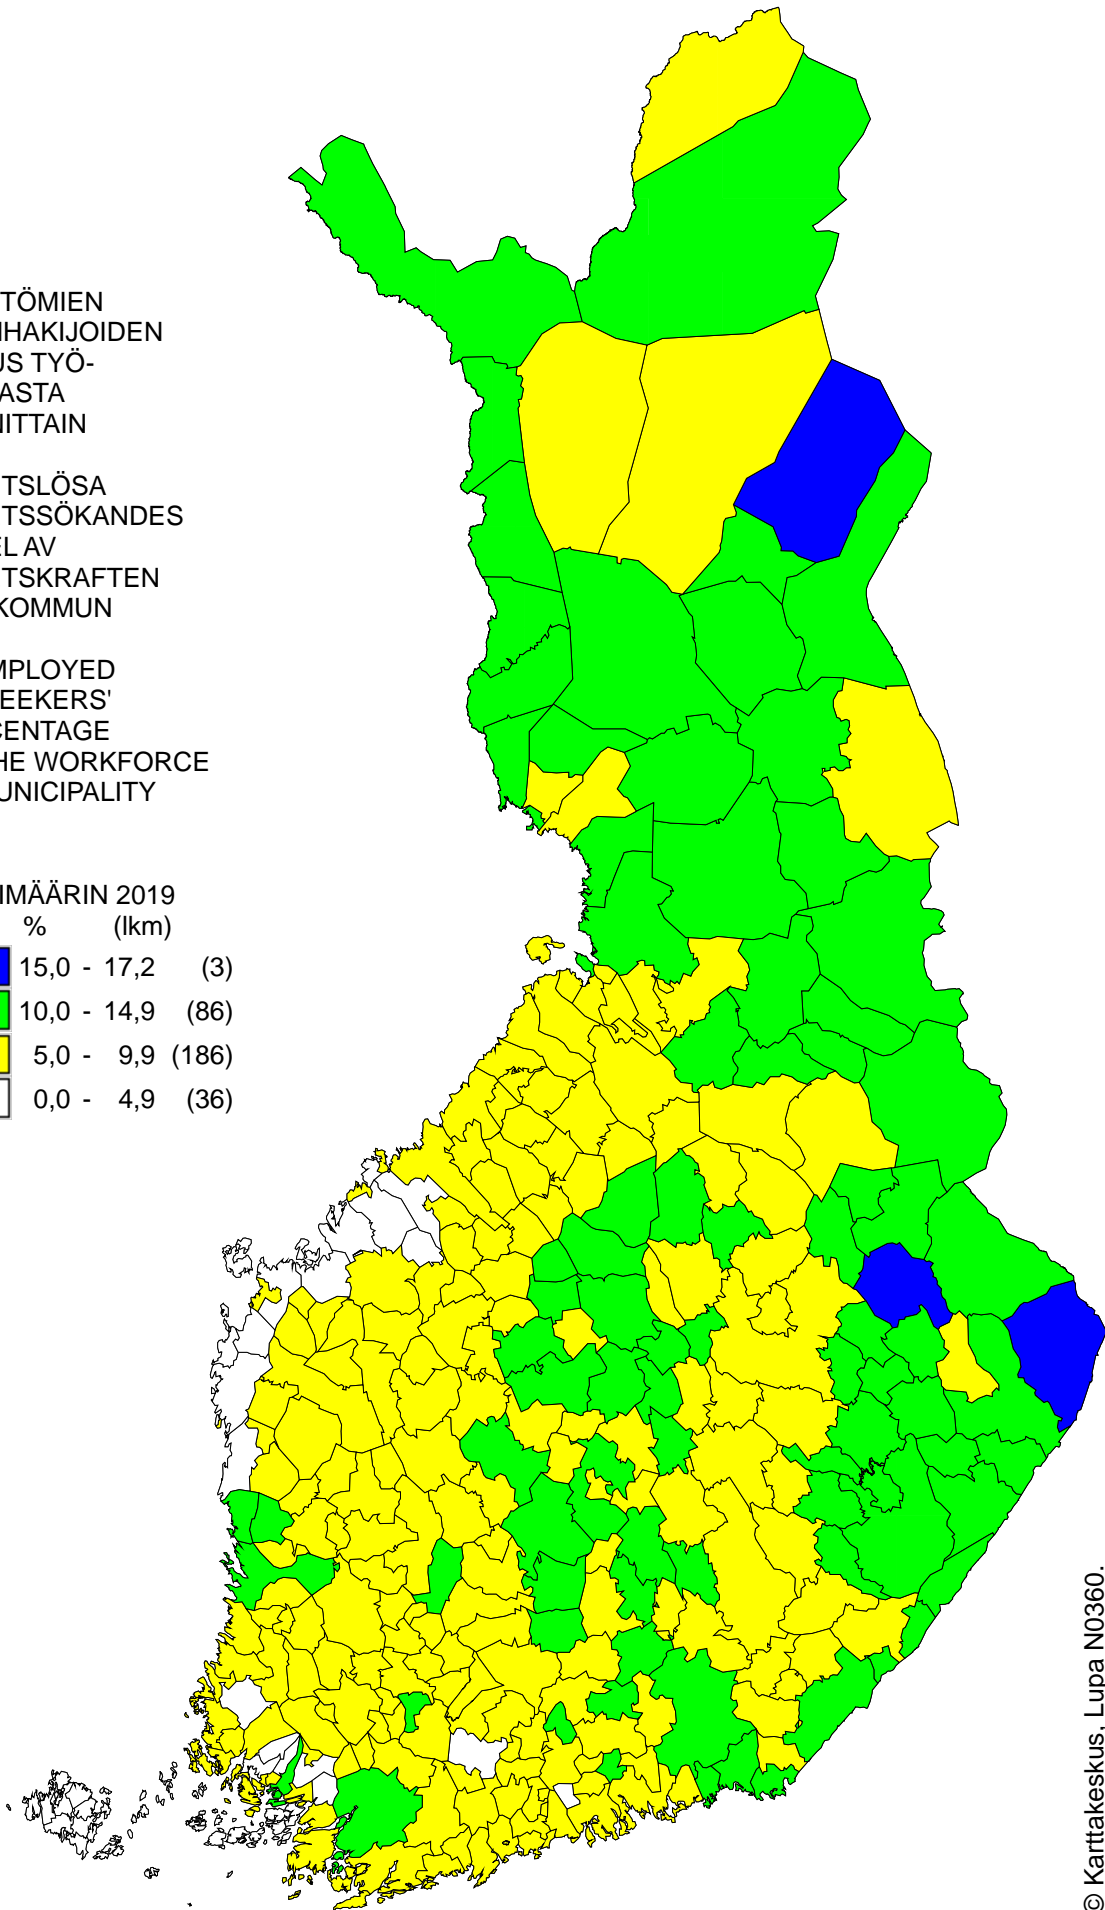 TÖMIEN
IHAKIJOIDEN
US TYÖ-
ASTA
NITTAIN
TSLÖSA
TSSÖKANDES
EL AV
TSKRAFTEN
KOMMUN
MPLOYED
EEKERS'
CENTAGE
HE WORKFORCE
UNICIPALITY
IMÄÄRIN 2019
% (lkm)
15,0 - 17,2 (3)
10,0 - 14,9 (86)
5,0 - 9,9 (186)
0,0 - 4,9 (36)
© Karttakeskus, Lupa N0360.